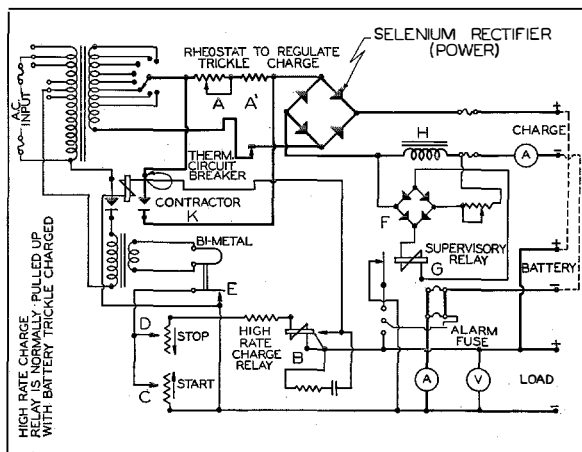 SELENIUM RECTIFIER
(POWER)
RHEOSTAT TO REGULATE
TRICKLE CHARGE
A A'
A.C.
INPUT
H
CHARGE
+
A
-
THERM.
CIRCUIT
BREAKER
CONTRACTOR
K
F
SUPERVISORY
RELAY
G
BATTERY
+
-
BI-METAL
E
D
STOP
HIGH
RATE
CHARGE
RELAY
B
ALARM
FUSE
C
START
A
V
LOAD
+
-
HIGH RATE CHARGE
RELAY IS NORMALLY PULLED UP
WITH BATTERY TRICKLE CHARGED